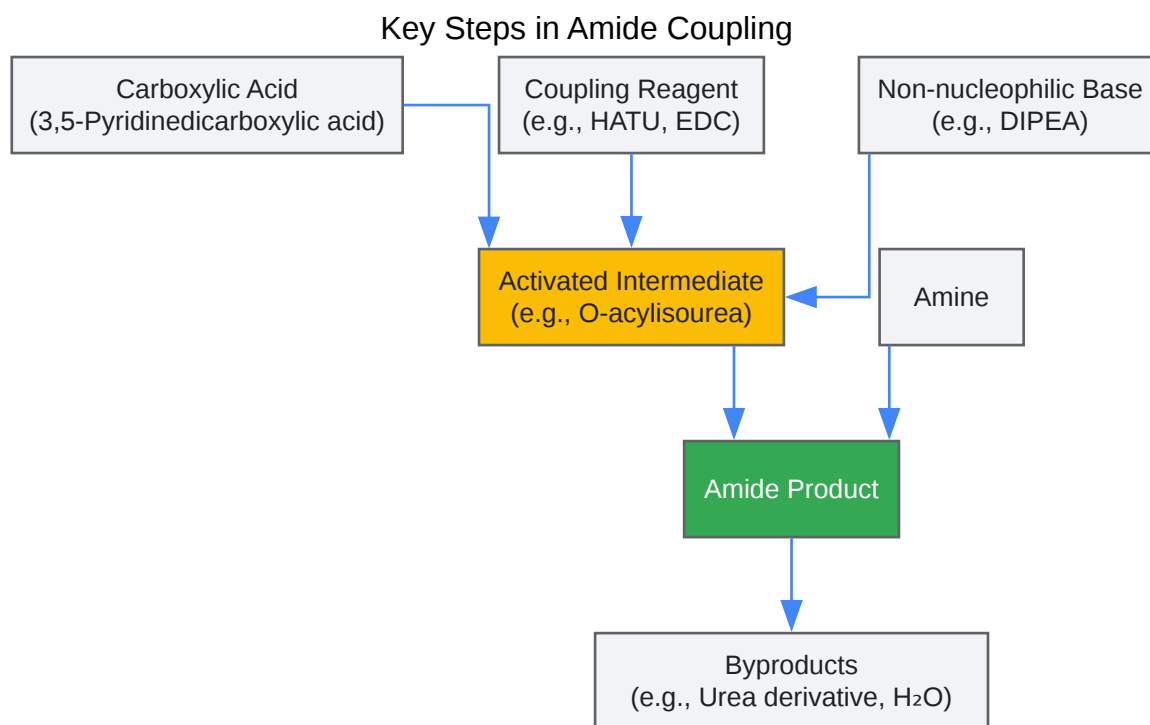 Key Steps in Amide Coupling
Carboxylic Acid
(3,5-Pyridinedicarboxylic acid)
Coupling Reagent
(e.g., HATU, EDC)
Non-nucleophilic Base
(e.g., DIPEA)
Activated Intermediate
(e.g., O-acylisourea)
Amine
Amide Product
Byproducts
(e.g., Urea derivative, H₂O)